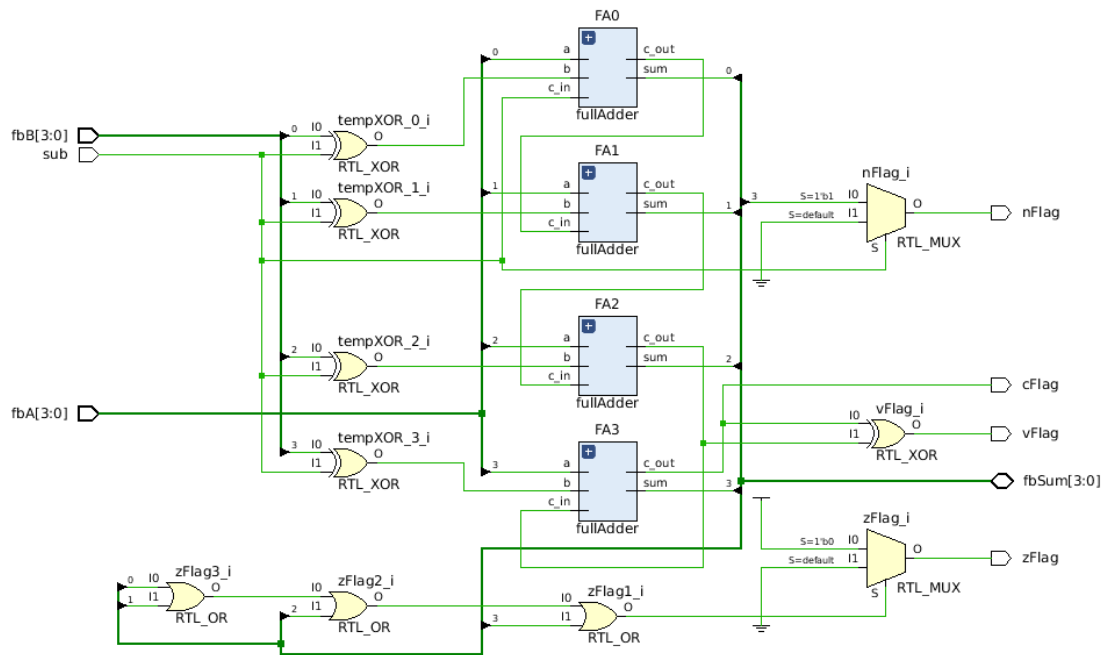 FA0
0
a
c_out
b
sum
0
c_in
fullAdder
tempXOR_0_i
fbB[3:0]
0
I0
O
sub
I1
RTL_XOR
FA1
tempXOR_1_i
1
a
c_out
1
I0
O
b
sum
1
I1
c_in
RTL_XOR
fullAdder
nFlag_i
3
S=1'b1
I0
O
S=default
I1
nFlag
S
RTL_MUX
FA2
tempXOR_2_i
2
a
c_out
2
I0
O
b
sum
2
I1
c_in
RTL_XOR
fullAdder
cFlag
fbA[3:0]
vFlag_i
I0
O
I1
vFlag
RTL_XOR
tempXOR_3_i
FA3
3
I0
O
3
a
c_out
I1
b
sum
3
RTL_XOR
c_in
fullAdder
fbSum[3:0]
zFlag_i
S=1'b0
I0
O
S=default
I1
zFlag
S
RTL_MUX
zFlag3_i
0
I0
O
1
I1
RTL_OR
zFlag2_i
I0
O
2
I1
RTL_OR
zFlag1_i
I0
O
3
I1
RTL_OR